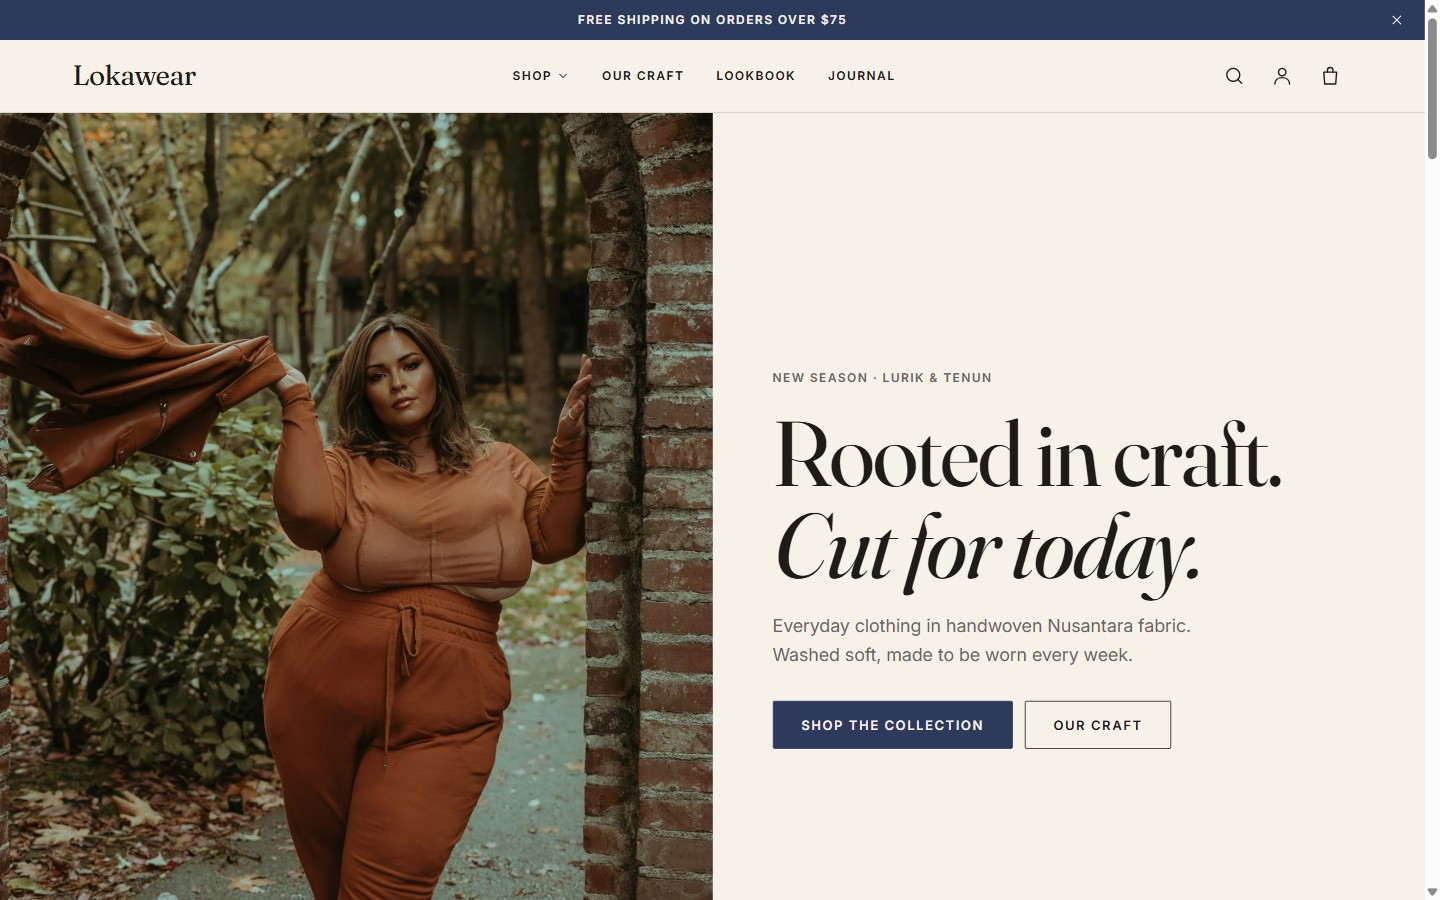 FREE SHIPPING ON ORDERS OVER $75
Lokawear
SHOP
OUR CRAFT
LOOKBOOK
JOURNAL
NEW SEASON · LURIK & TENUN
Rooted in craft.
Cut for today.
Everyday clothing in handwoven Nusantara fabric.
Washed soft, made to be worn every week.
SHOP THE COLLECTION
OUR CRAFT